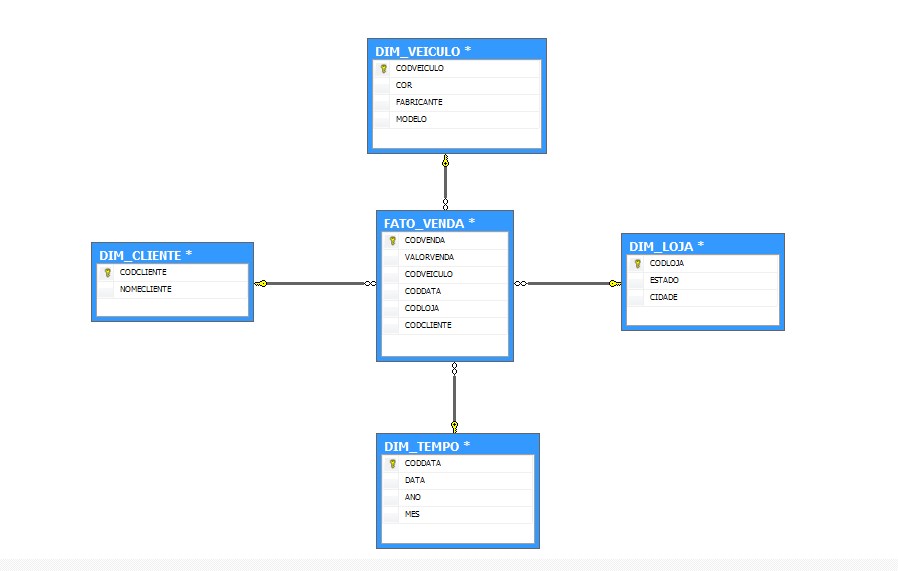 DIM_VEICULO *
CODVEICULO
COR
FABRICANTE
MODELO
FATO_VENDA *
CODVENDA
VALORVENDA
CODVEICULO
CODDATA
CODLOJA
CODCLIENTE
DIM_CLIENTE *
CODCLIENTE
NOMECLIENTE
DIM_LOJA *
CODLOJA
ESTADO
CIDADE
DIM_TEMPO *
CODDATA
DATA
ANO
MES